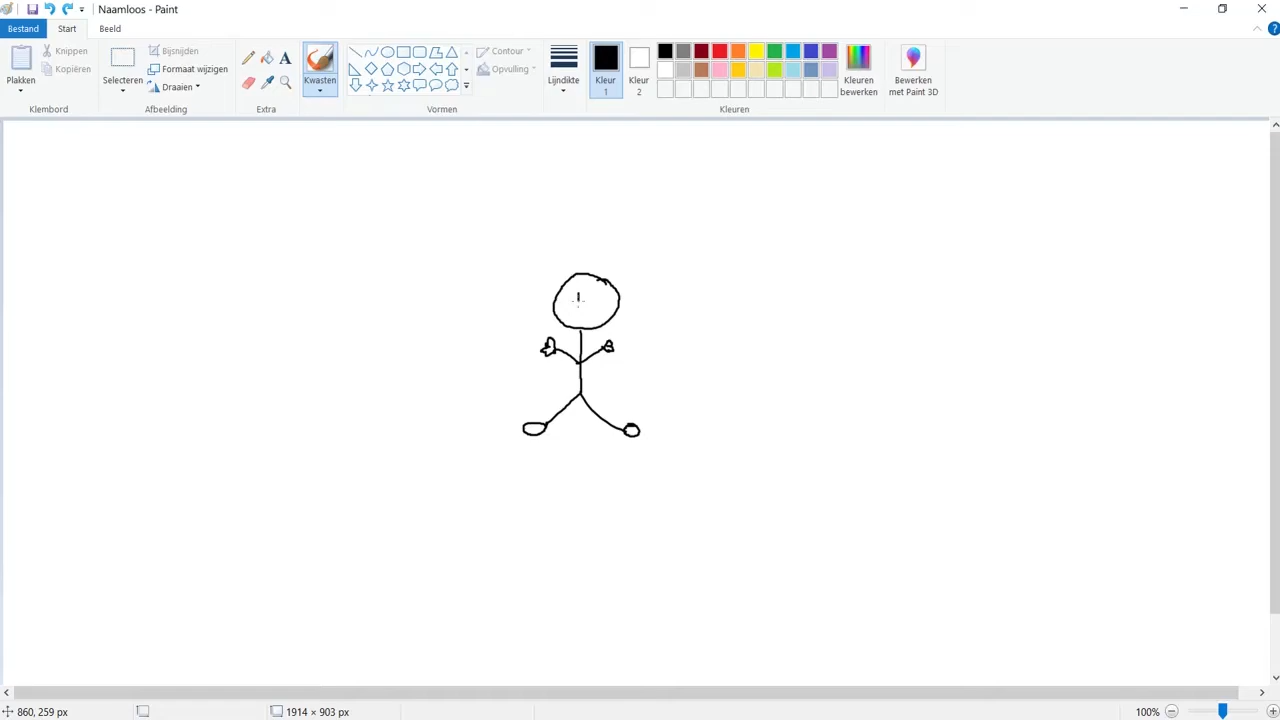 Naamloos - Paint
Bestand Start Beeld
Plakken
Knippen
Kopiëren
Klembord
Selecteren
Bijsnijden
Formaat wijzigen
Draaien
Afbeelding
A
Extra
Kwasten
Vormen
Contour
Opvulling
Lijndikte
Kleur 1
Kleur 2
Kleuren bewerken
Kleuren
Bewerken met Paint 3D
860, 259 px
1914 × 903 px
100%